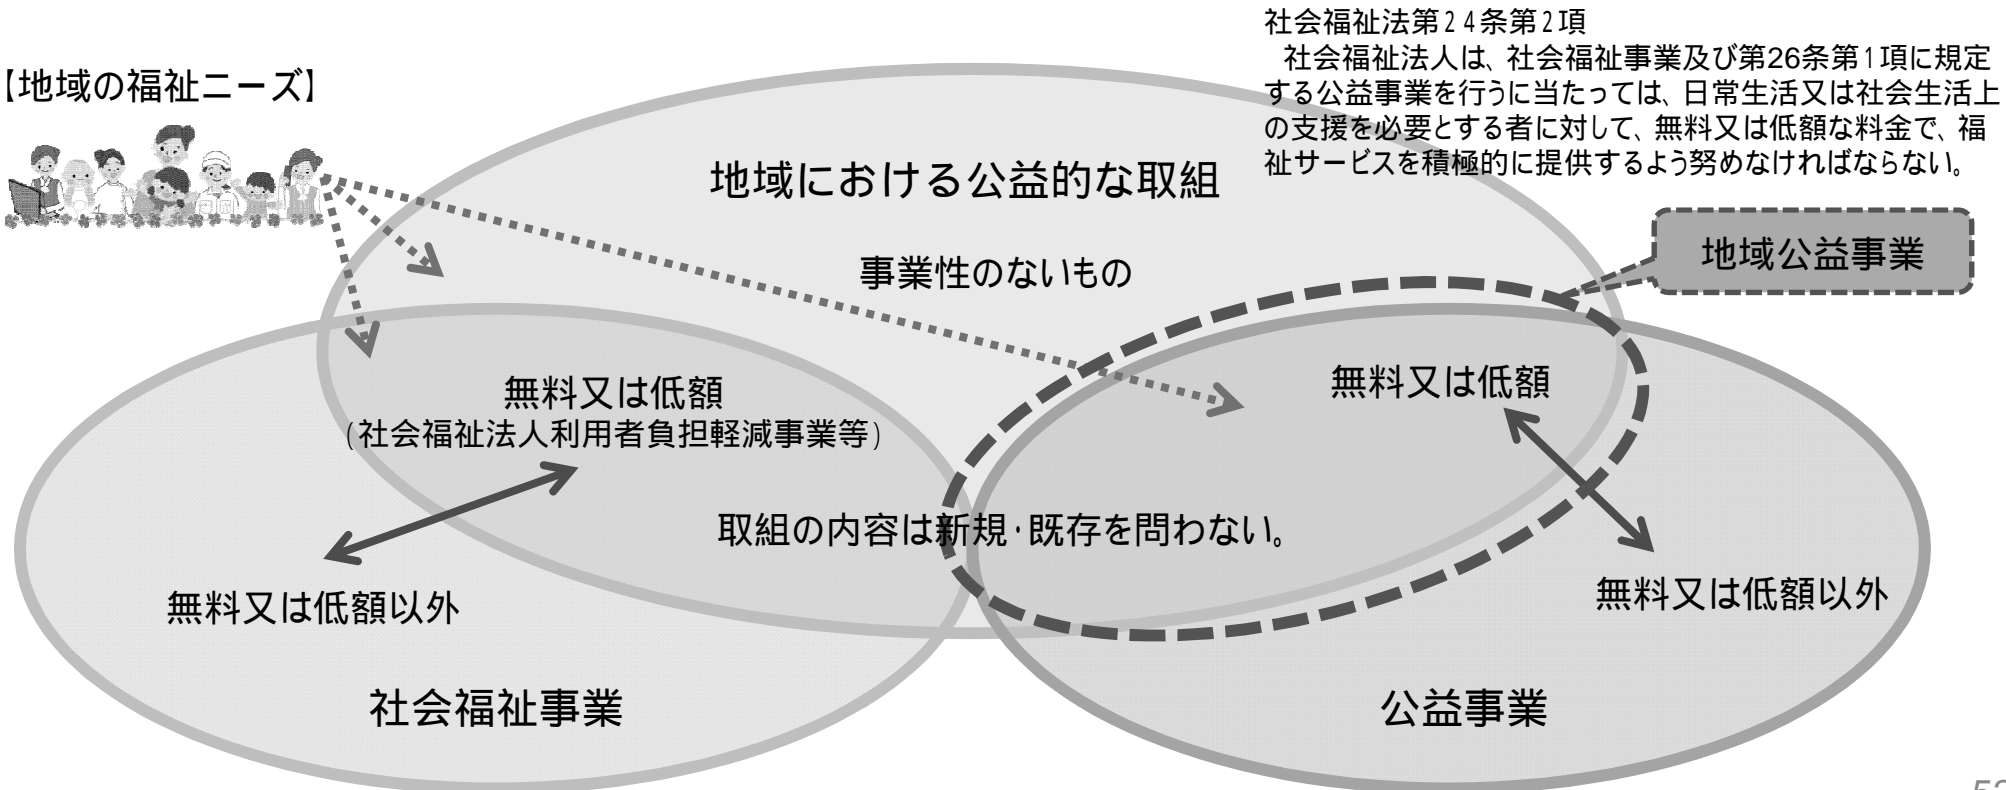 社会福祉法第24条第2項
社会福祉法人は、社会福祉事業及び第26条第1項に規定
する公益事業を行うに当たっては、日常生活又は社会生活上
の支援を必要とする者に対して、無料又は低額な料金で、福
祉サービスを積極的に提供するよう努めなければならない。
【地域の福祉ニーズ】
地域における公益的な取組
地域公益事業
事業性のないもの
無料又は低額
(社会福祉法人利用者負担軽減事業等)
無料又は低額
取組の内容は新規・既存を問わない。
無料又は低額以外
無料又は低額以外
社会福祉事業
公益事業